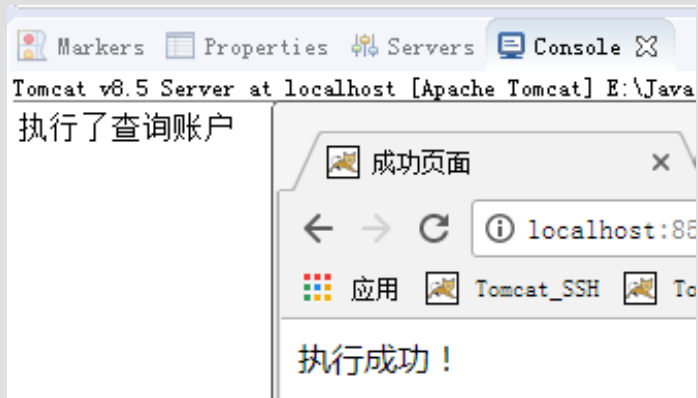 Markers Properties Servers Console
Tomcat v8.5 Server at localhost [Apache Tomcat] E:\Java
执行了查询账户
成功页面
localhost:85
应用 Tomcat_SSH To
执行成功！